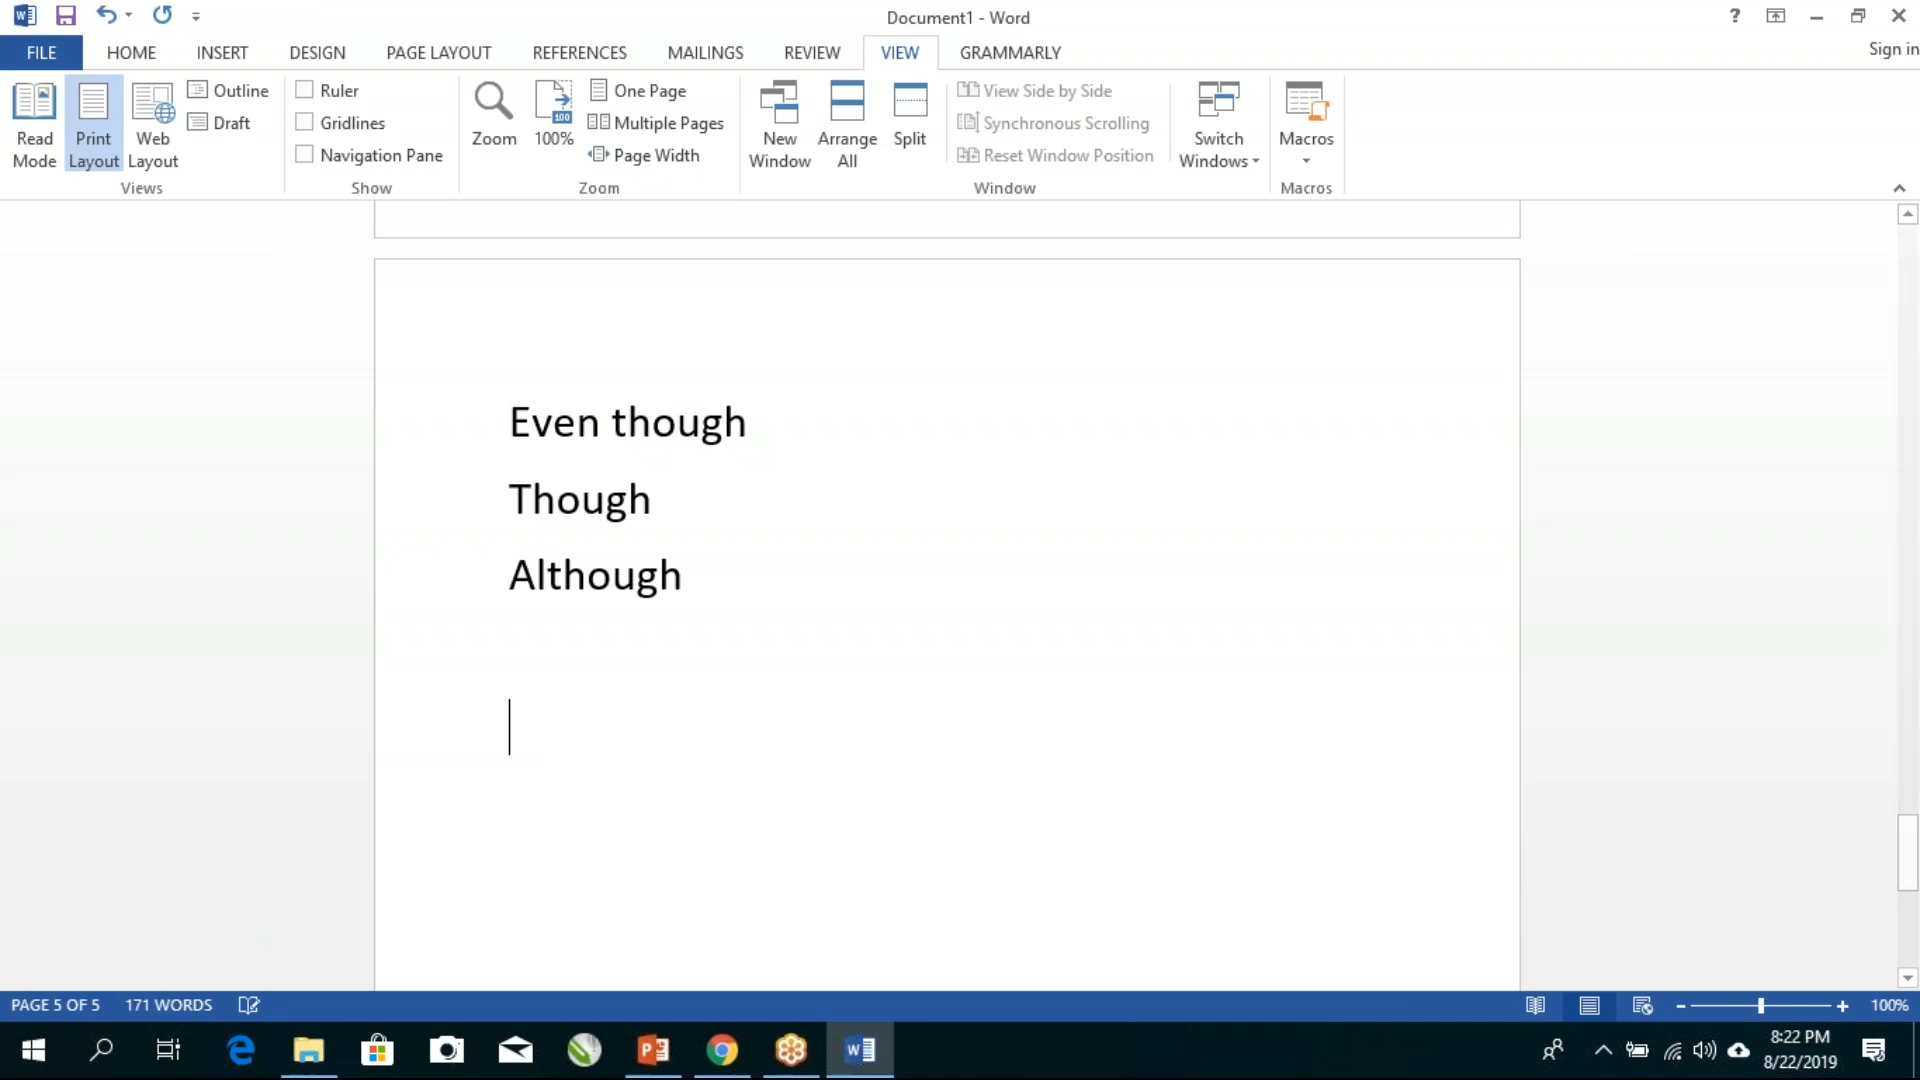 Document1 - Word
?
Sign in
FILE HOME INSERT DESIGN PAGE LAYOUT REFERENCES MAILINGS REVIEW VIEW GRAMMARLY
Read Mode
Print Layout
Web Layout
Outline
Draft
Views
Ruler
Gridlines
Navigation Pane
Show
Zoom
100
100%
One Page
Multiple Pages
Page Width
Zoom
New Window
Arrange All
Split
View Side by Side
Synchronous Scrolling
Reset Window Position
Window
Switch Windows
Macros
Macros
Even though
Though
Although
PAGE 5 OF 5 171 WORDS
100%
8:22 PM
8/22/2019